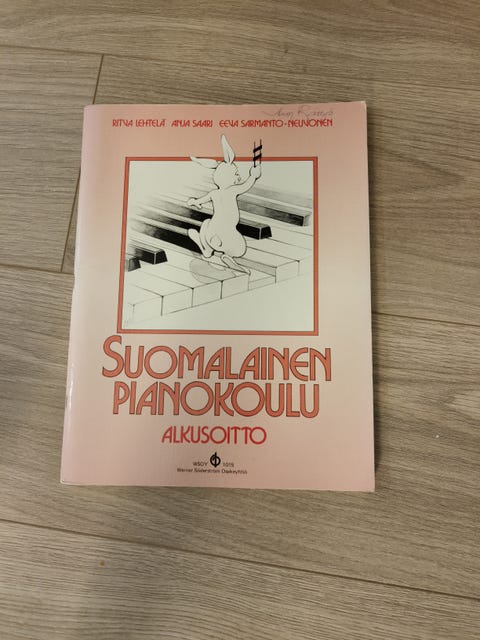 RITVA LEHTELÄ ANJA SAARI EEVA SARMANTO-NEUVONEN
SUOMALAINEN
PIANOKOULU
ALKUSOITTO
WSOY 1015
Werner Söderström Osakeyhtiö